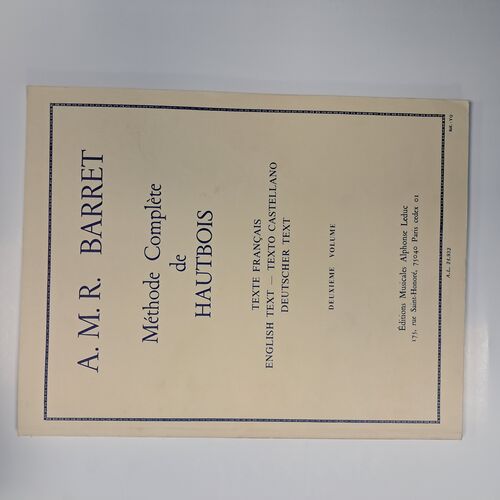 A. M. R. BARRET
Méthode Complète
de
HAUTBOIS
TEXTE FRANÇAIS
ENGLISH TEXT — TEXTO CASTELLANO
DEUTSCHER TEXT
DEUXIEME VOLUME
Éditions Musicales Alphonse Leduc
175, rue Saint-Honoré, 75040 Paris cedex 01